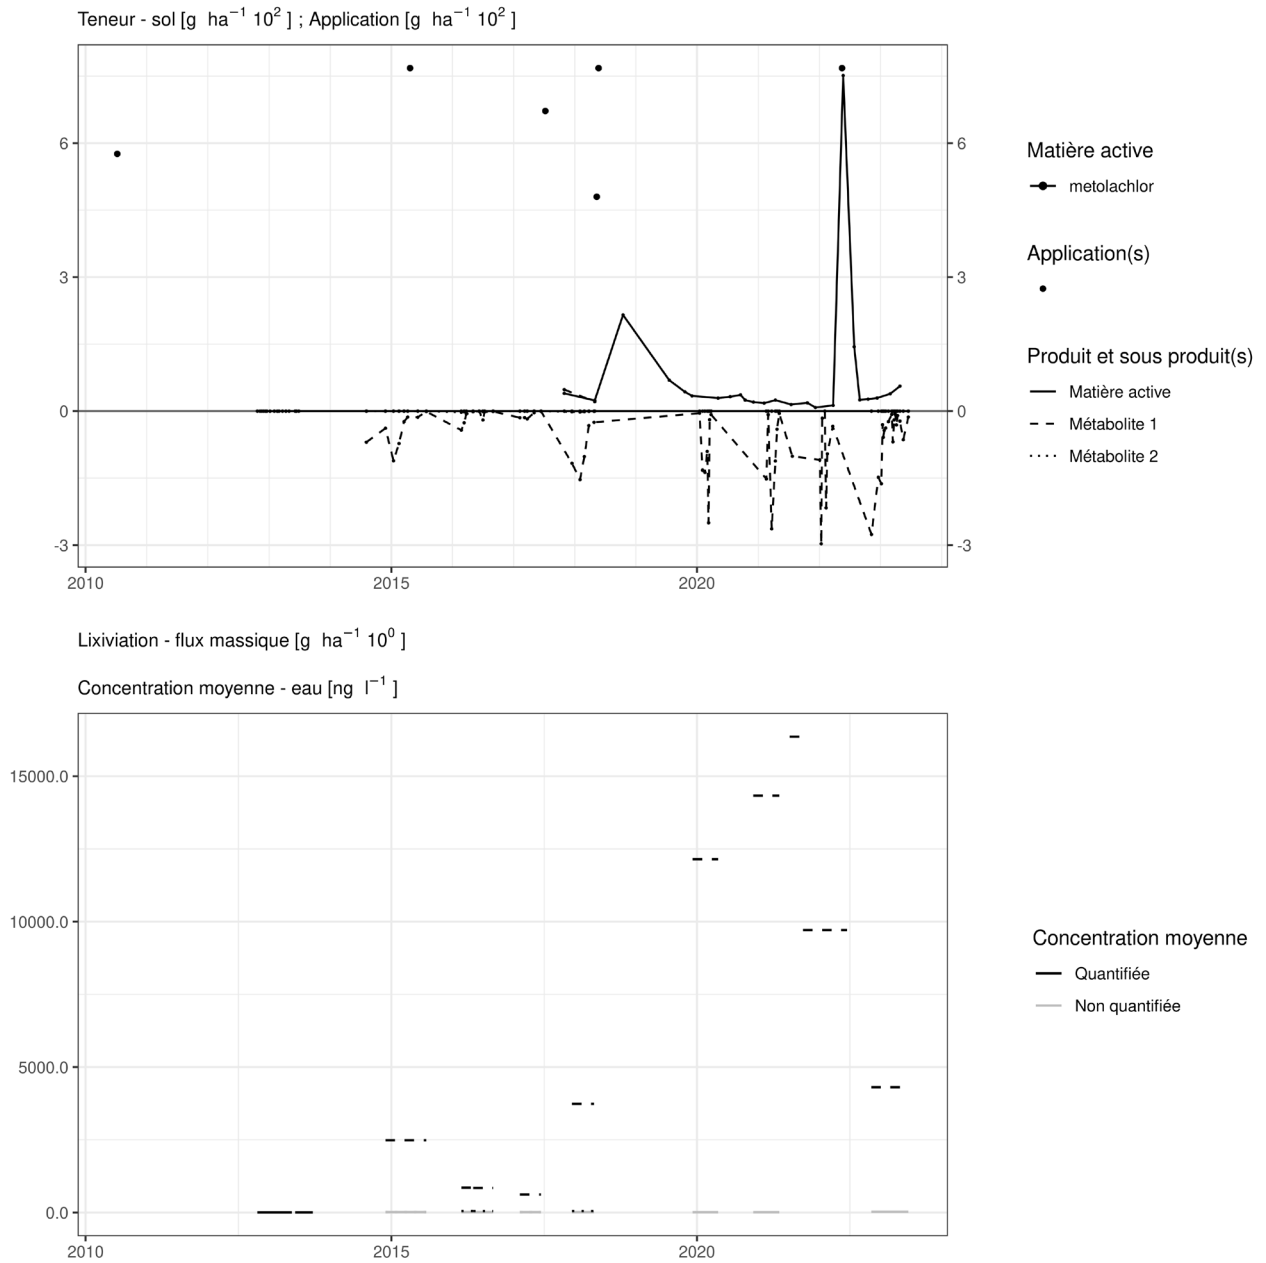 Teneur - sol [g ha⁻¹ 10² ] ; Application [g ha⁻¹ 10² ]
6
3
0
-3
6
3
0
-3
2010
2015
2020
Matière active
metolachlor
Application(s)
Produit et sous produit(s)
Matière active
Métabolite 1
Métabolite 2
Lixiviation - flux massique [g ha⁻¹ 10⁰ ]
Concentration moyenne - eau [ng l⁻¹ ]
15000.0
10000.0
5000.0
0.0
2010
2015
2020
Concentration moyenne
Quantifiée
Non quantifiée